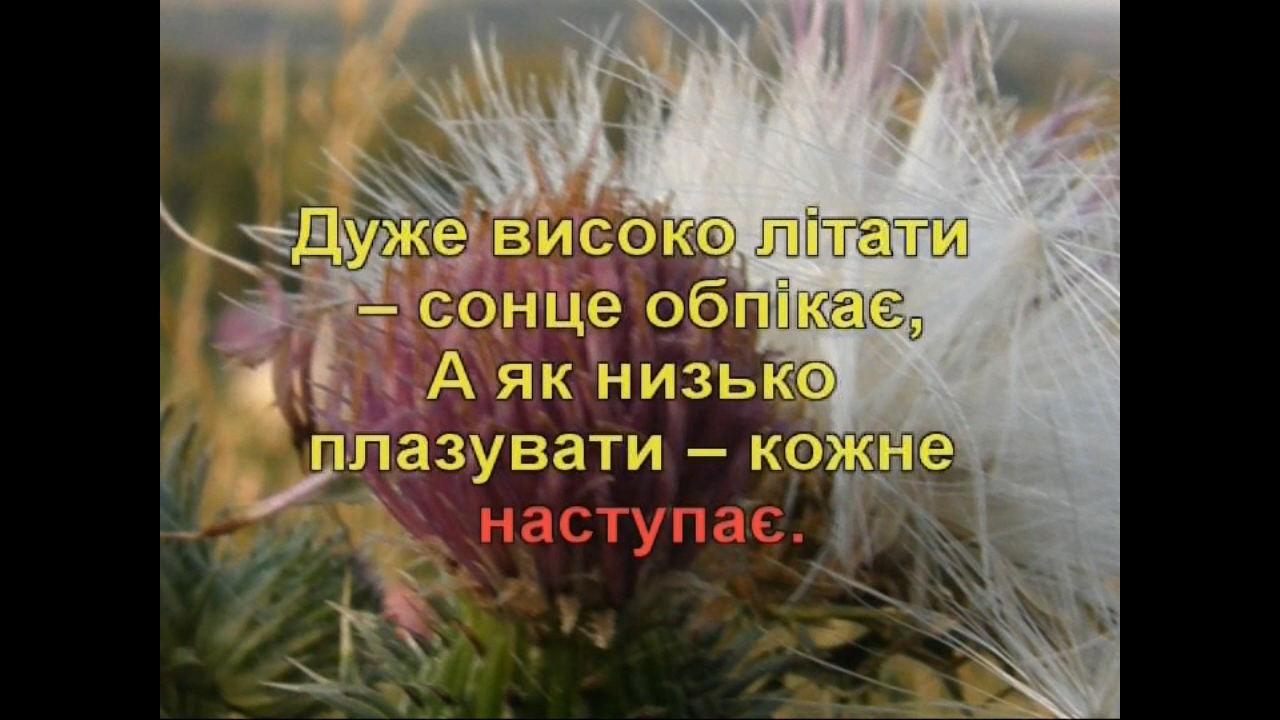 Дуже високо літати
– сонце обпікає,
А як низько
плазувати – кожне
наступає.